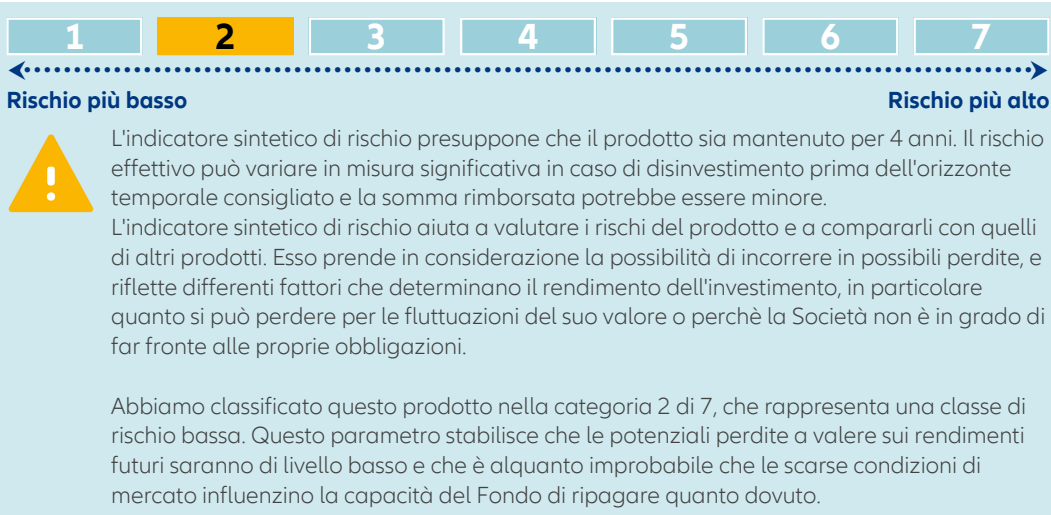 1 2 3 4 5 6 7
Rischio più basso Rischio più alto
L'indicatore sintetico di rischio presuppone che il prodotto sia mantenuto per 4 anni. Il rischio
effettivo può variare in misura significativa in caso di disinvestimento prima dell'orizzonte
temporale consigliato e la somma rimborsata potrebbe essere minore.
L'indicatore sintetico di rischio aiuta a valutare i rischi del prodotto e a compararli con quelli
di altri prodotti. Esso prende in considerazione la possibilità di incorrere in possibili perdite, e
riflette differenti fattori che determinano il rendimento dell'investimento, in particolare
quanto si può perdere per le fluttuazioni del suo valore o perchè la Società non è in grado di
far fronte alle proprie obbligazioni.
Abbiamo classificato questo prodotto nella categoria 2 di 7, che rappresenta una classe di
rischio bassa. Questo parametro stabilisce che le potenziali perdite a valere sui rendimenti
futuri saranno di livello basso e che è alquanto improbabile che le scarse condizioni di
mercato influenzino la capacità del Fondo di ripagare quanto dovuto.